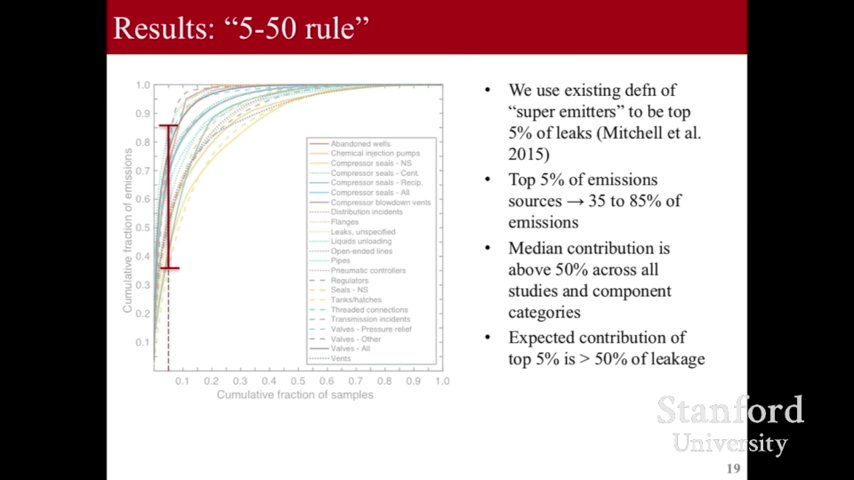 Results: “5-50 rule”
1.0
0.9
0.8
0.7
0.6
0.5
0.4
0.3
0.2
0.1
Cumulative fraction of emissions
0.1 0.2 0.3 0.4 0.5 0.6 0.7 0.8 0.9 1.0
Cumulative fraction of samples
Abandoned wells
Chemical injection pumps
Compressor seals - NS
Compressor seals - Cent.
Compressor seals - Recip.
Compressor seals - All
Compressor blowdown vents
Distribution incidents
Flanges
Leaks, unspecified
Liquids unloading
Open-ended lines
Pipes
Pneumatic controllers
Regulators
Seals - NS
Tanks/hatches
Threaded connections
Transmission incidents
Valves - Pressure relief
Valves - Other
Valves - All
Vents
• We use existing defn of
“super emitters” to be top
5% of leaks (Mitchell et al.
2015)
• Top 5% of emissions
sources → 35 to 85% of
emissions
• Median contribution is
above 50% across all
studies and component
categories
• Expected contribution of
top 5% is > 50% of leakage
Stanford
University
19